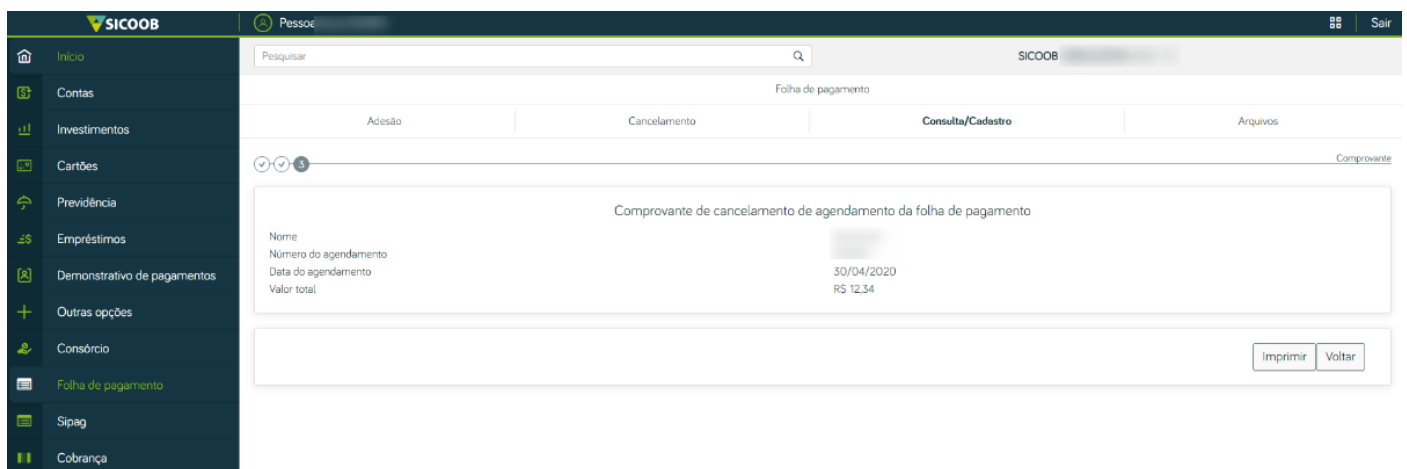 SICOOB
Pessoa
Sair
Início
Pesquisar
SICOOB
Contas
Folha de pagamento
Investimentos
Adesão
Cancelamento
Consulta/Cadastro
Arquivos
Cartões
3
Comprovante
Previdência
Comprovante de cancelamento de agendamento da folha de pagamento
Empréstimos
Nome
Número do agendamento
Demonstrativo de pagamentos
Data do agendamento
30/04/2020
Valor total
R$ 12,34
Outras opções
Consórcio
Imprimir
Voltar
Folha de pagamento
Sipag
Cobrança